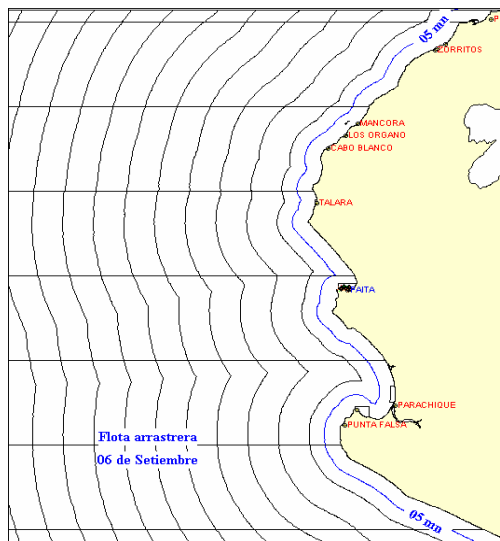 P
05 mn
ZORRITOS
MANCORA
LOS ORGANO
CABO BLANCO
TALARA
AITA
PARACHIQUE
PUNTA FALSA
Flota arrastrera
06 de Setiembre
05 mn